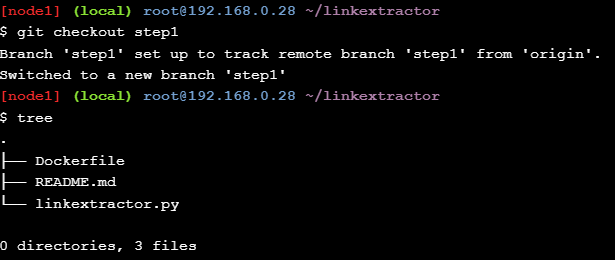 [node1] (local) root@192.168.0.28 ~/linkextractor
$ git checkout step1
Branch 'step1' set up to track remote branch 'step1' from 'origin'.
Switched to a new branch 'step1'
[node1] (local) root@192.168.0.28 ~/linkextractor
$ tree
.
├── Dockerfile
├── README.md
└── linkextractor.py
0 directories, 3 files